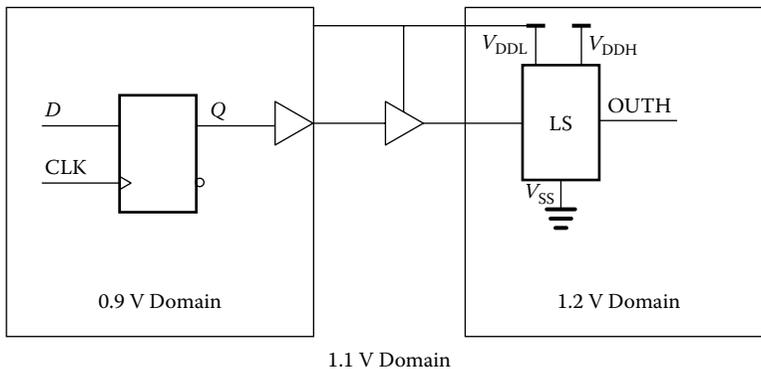 V_DDL
V_DDH
D
Q
CLK
LS
OUTH
V_SS
0.9 V Domain
1.2 V Domain
1.1 V Domain